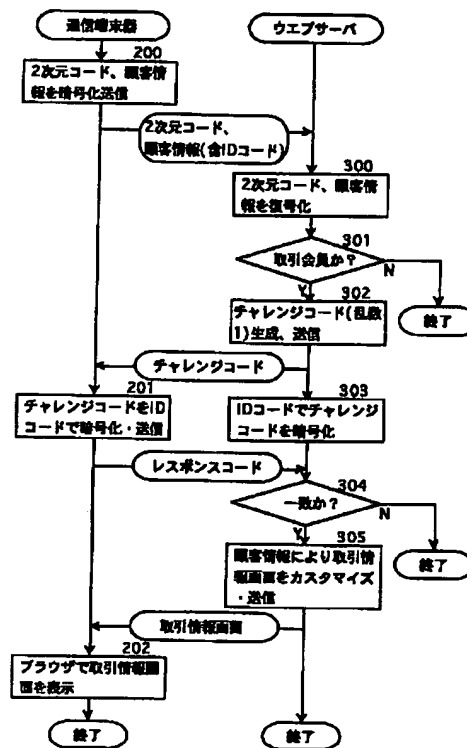 通信端末器
ウエブサーバ
200
2次元コード、顧客情
報を暗号化送信
2次元コード、
顧客情報(含IDコード)
300
2次元コード、顧客情
報を復号化
301
取引会員か?
N
Y
302
終了
チャレンジコード(乱数
1)生成、送信
チャレンジコード
201
303
チャレンジコードをID
コードで暗号化・送信
IDコードでチャレンジ
コードを暗号化
レスポンスコード
304
一致か?
N
Y
305
終了
顧客情報により取引情
報画面をカスタマイズ
・送信
取引情報画面
202
ブラウザで取引情報画
面を表示
終了
終了